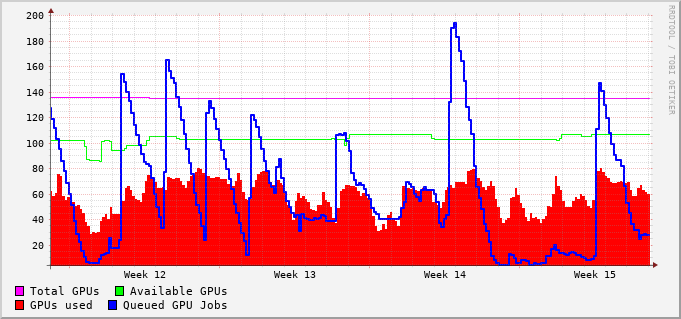 200
180
160
140
120
100
80
60
40
20
RRDTOOL / TOBI OETIKER
Week 12 Week 13 Week 14 Week 15
Total GPUs Available GPUs
GPUs used Queued GPU Jobs